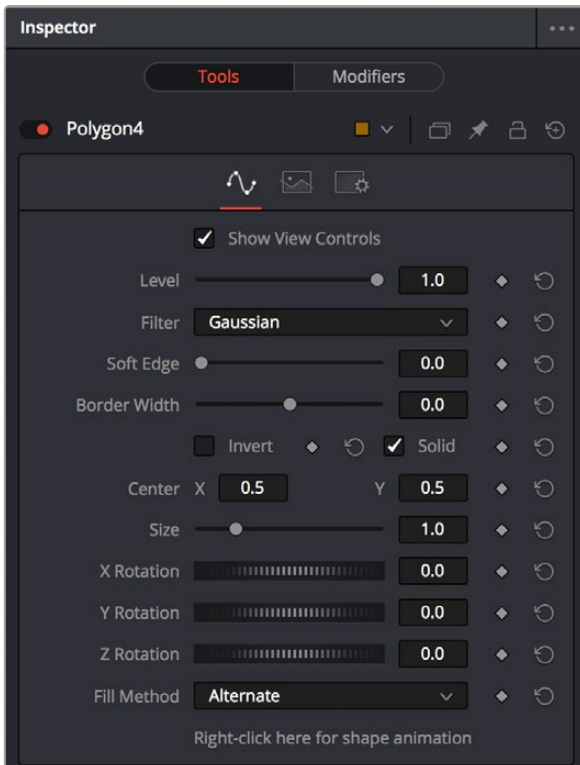 Inspector
Tools Modifiers
Polygon4
Show View Controls
Level 1.0
Filter Gaussian
Soft Edge 0.0
Border Width 0.0
Invert Solid
Center X 0.5 Y 0.5
Size 1.0
X Rotation 0.0
Y Rotation 0.0
Z Rotation 0.0
Fill Method Alternate
Right-click here for shape animation